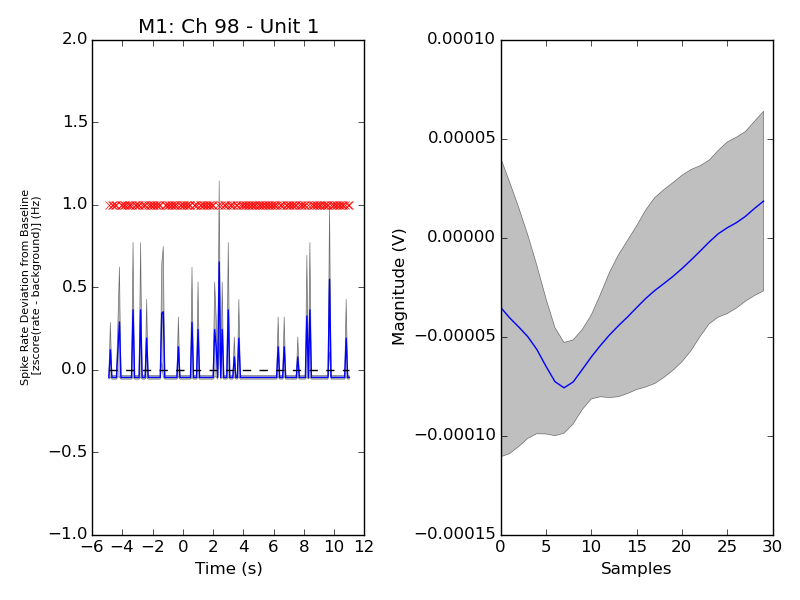 M1: Ch 98 - Unit 1
2.0
1.5
1.0
0.5
0.0
−0.5
−1.0
−6 −4 −2 0 2 4 6 8 10 12
Time (s)
Spike Rate Deviation from Baseline
[zscore(rate - background)] (Hz)
0.00010
0.00005
0.00000
−0.00005
−0.00010
−0.00015
0 5 10 15 20 25 30
Samples
Magnitude (V)